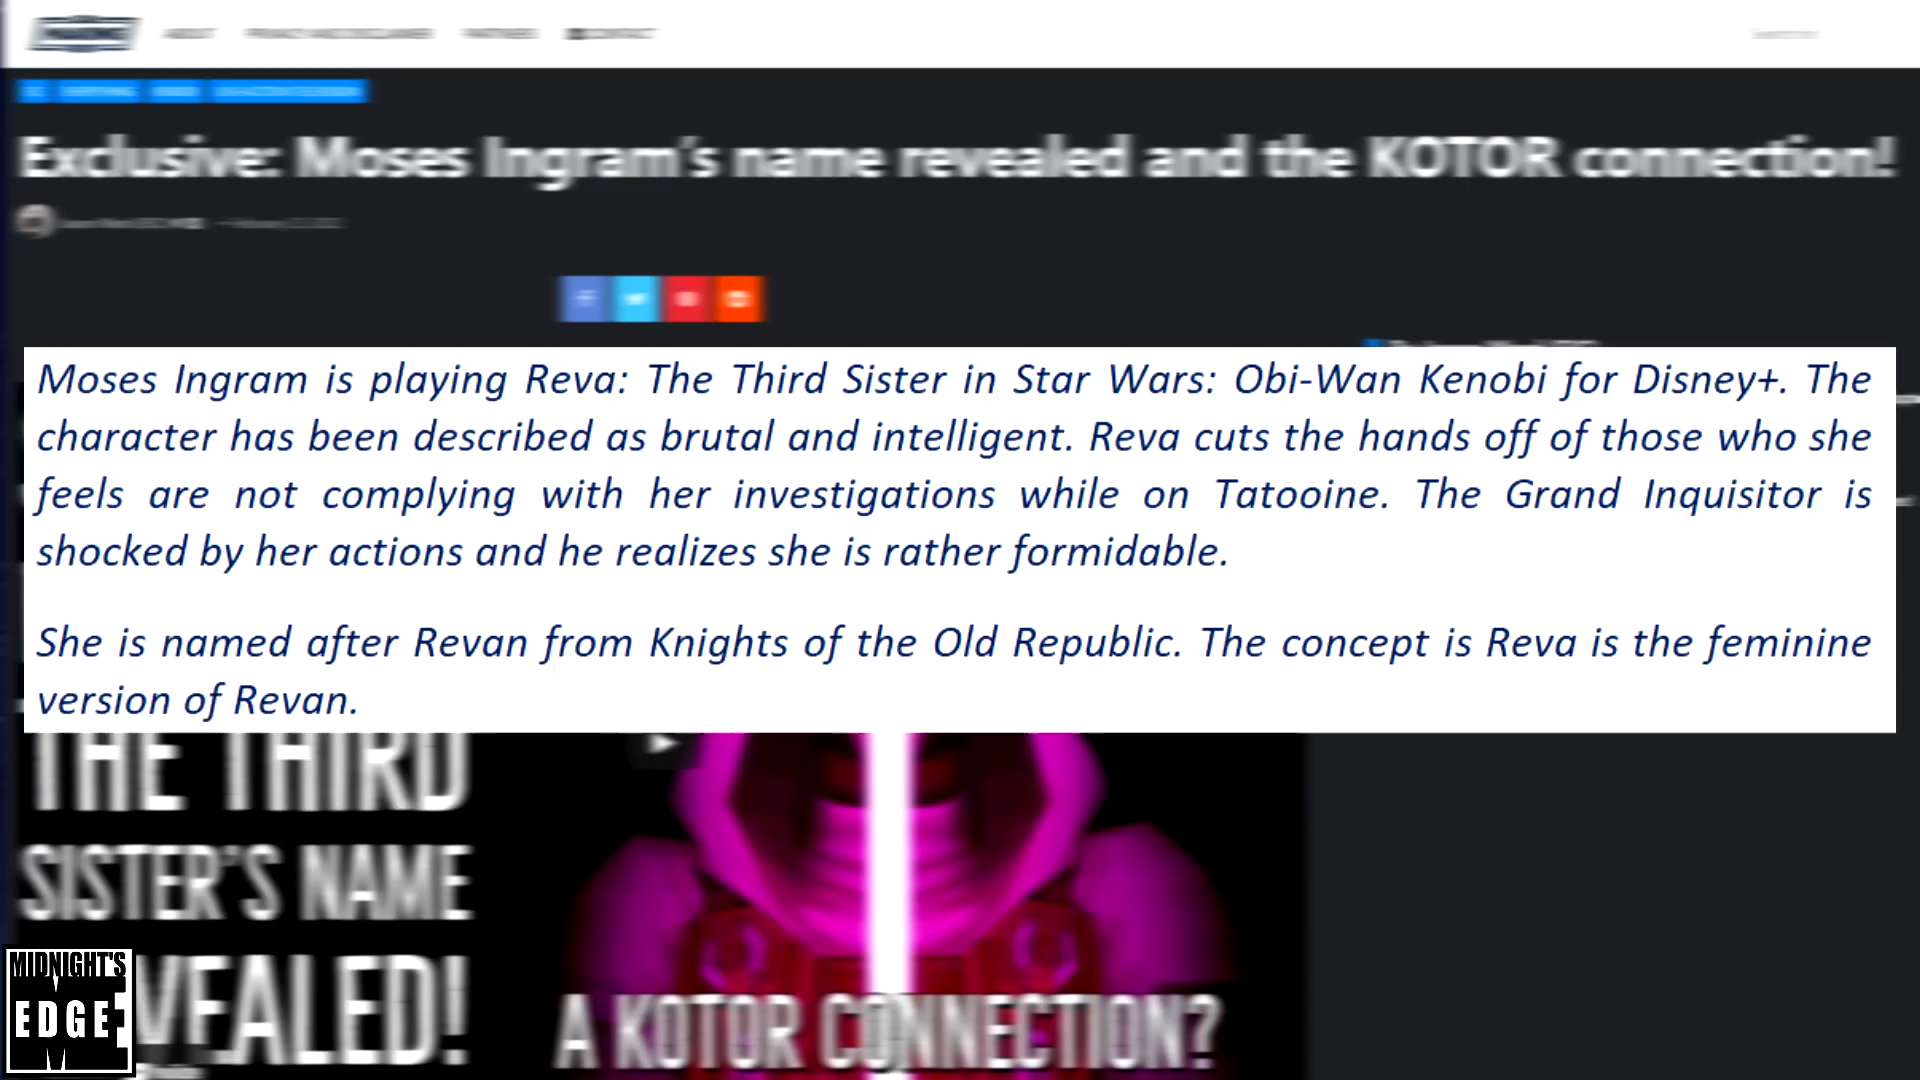 Exclusive: Moses Ingram's name revealed and the KOTOR connection!
Moses Ingram is playing Reva: The Third Sister in Star Wars: Obi-Wan Kenobi for Disney+. The
character has been described as brutal and intelligent. Reva cuts the hands off of those who she
feels are not complying with her investigations while on Tatooine. The Grand Inquisitor is
shocked by her actions and he realizes she is rather formidable.
She is named after Revan from Knights of the Old Republic. The concept is Reva is the feminine
version of Revan.
THE THIRD
SISTER'S NAME
VEALED!
A KOTOR CONNECTION?
MIDNIGHT'S
EDGE